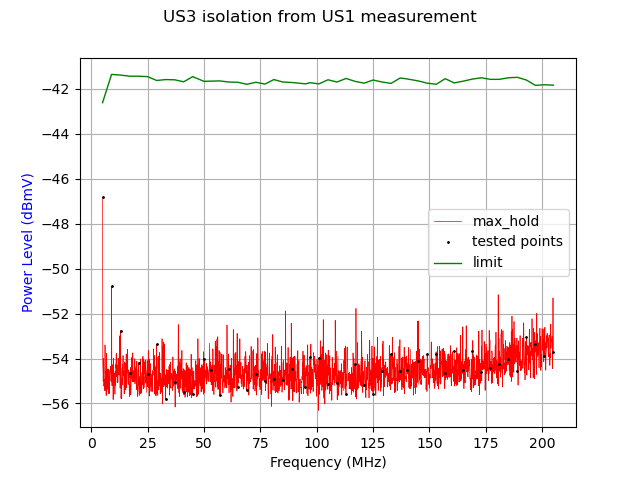 US3 isolation from US1 measurement
Power Level (dBmV)
−42
−44
−46
−48
−50
−52
−54
−56
max_hold
tested points
limit
0
25
50
75
100
125
150
175
200
Frequency (MHz)